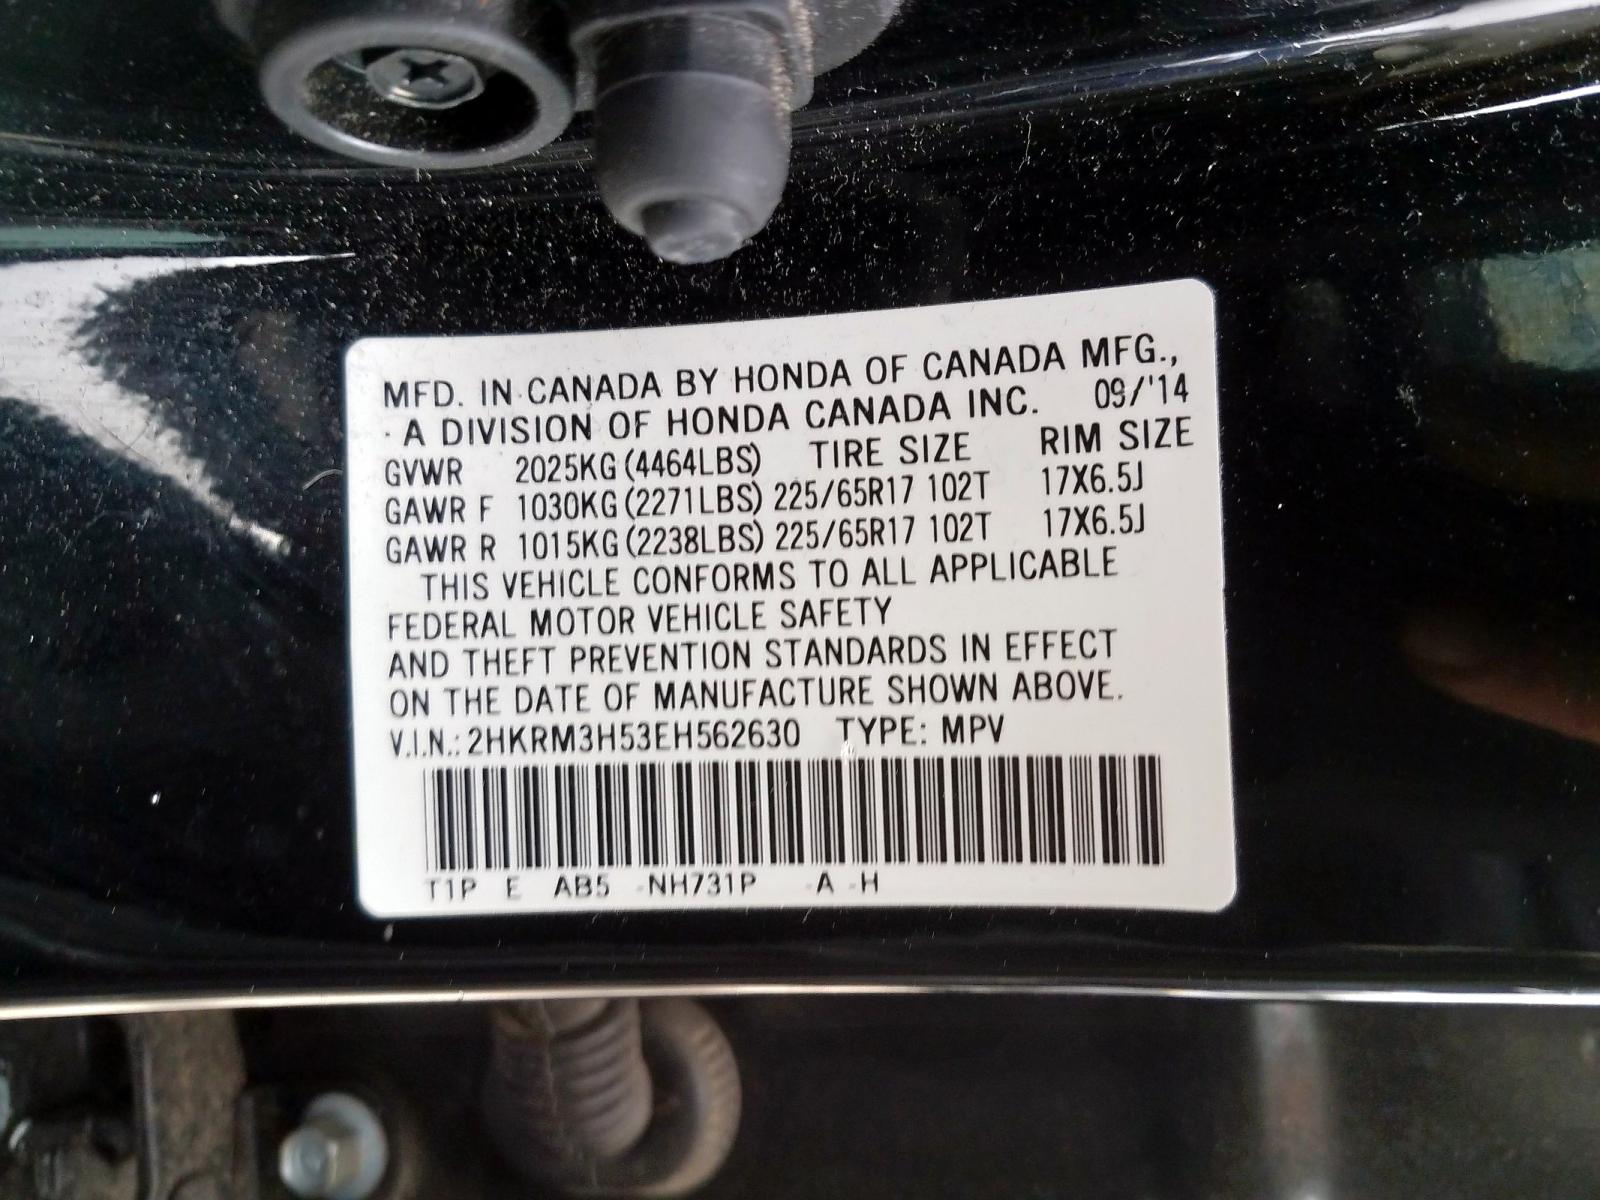 MFD. IN CANADA BY HONDA OF CANADA MFG.,
A DIVISION OF HONDA CANADA INC. 09/'14
GVWR 2025KG (4464LBS) TIRE SIZE RIM SIZE
GAWR F 1030KG (2271LBS) 225/65R17 102T 17X6.5J
GAWR R 1015KG (2238LBS) 225/65R17 102T 17X6.5J
THIS VEHICLE CONFORMS TO ALL APPLICABLE
FEDERAL MOTOR VEHICLE SAFETY
AND THEFT PREVENTION STANDARDS IN EFFECT
ON THE DATE OF MANUFACTURE SHOWN ABOVE.
V.I.N.: 2HKRM3H53EH562630 TYPE: MPV
T1P E AB5 -NH731P -A -H